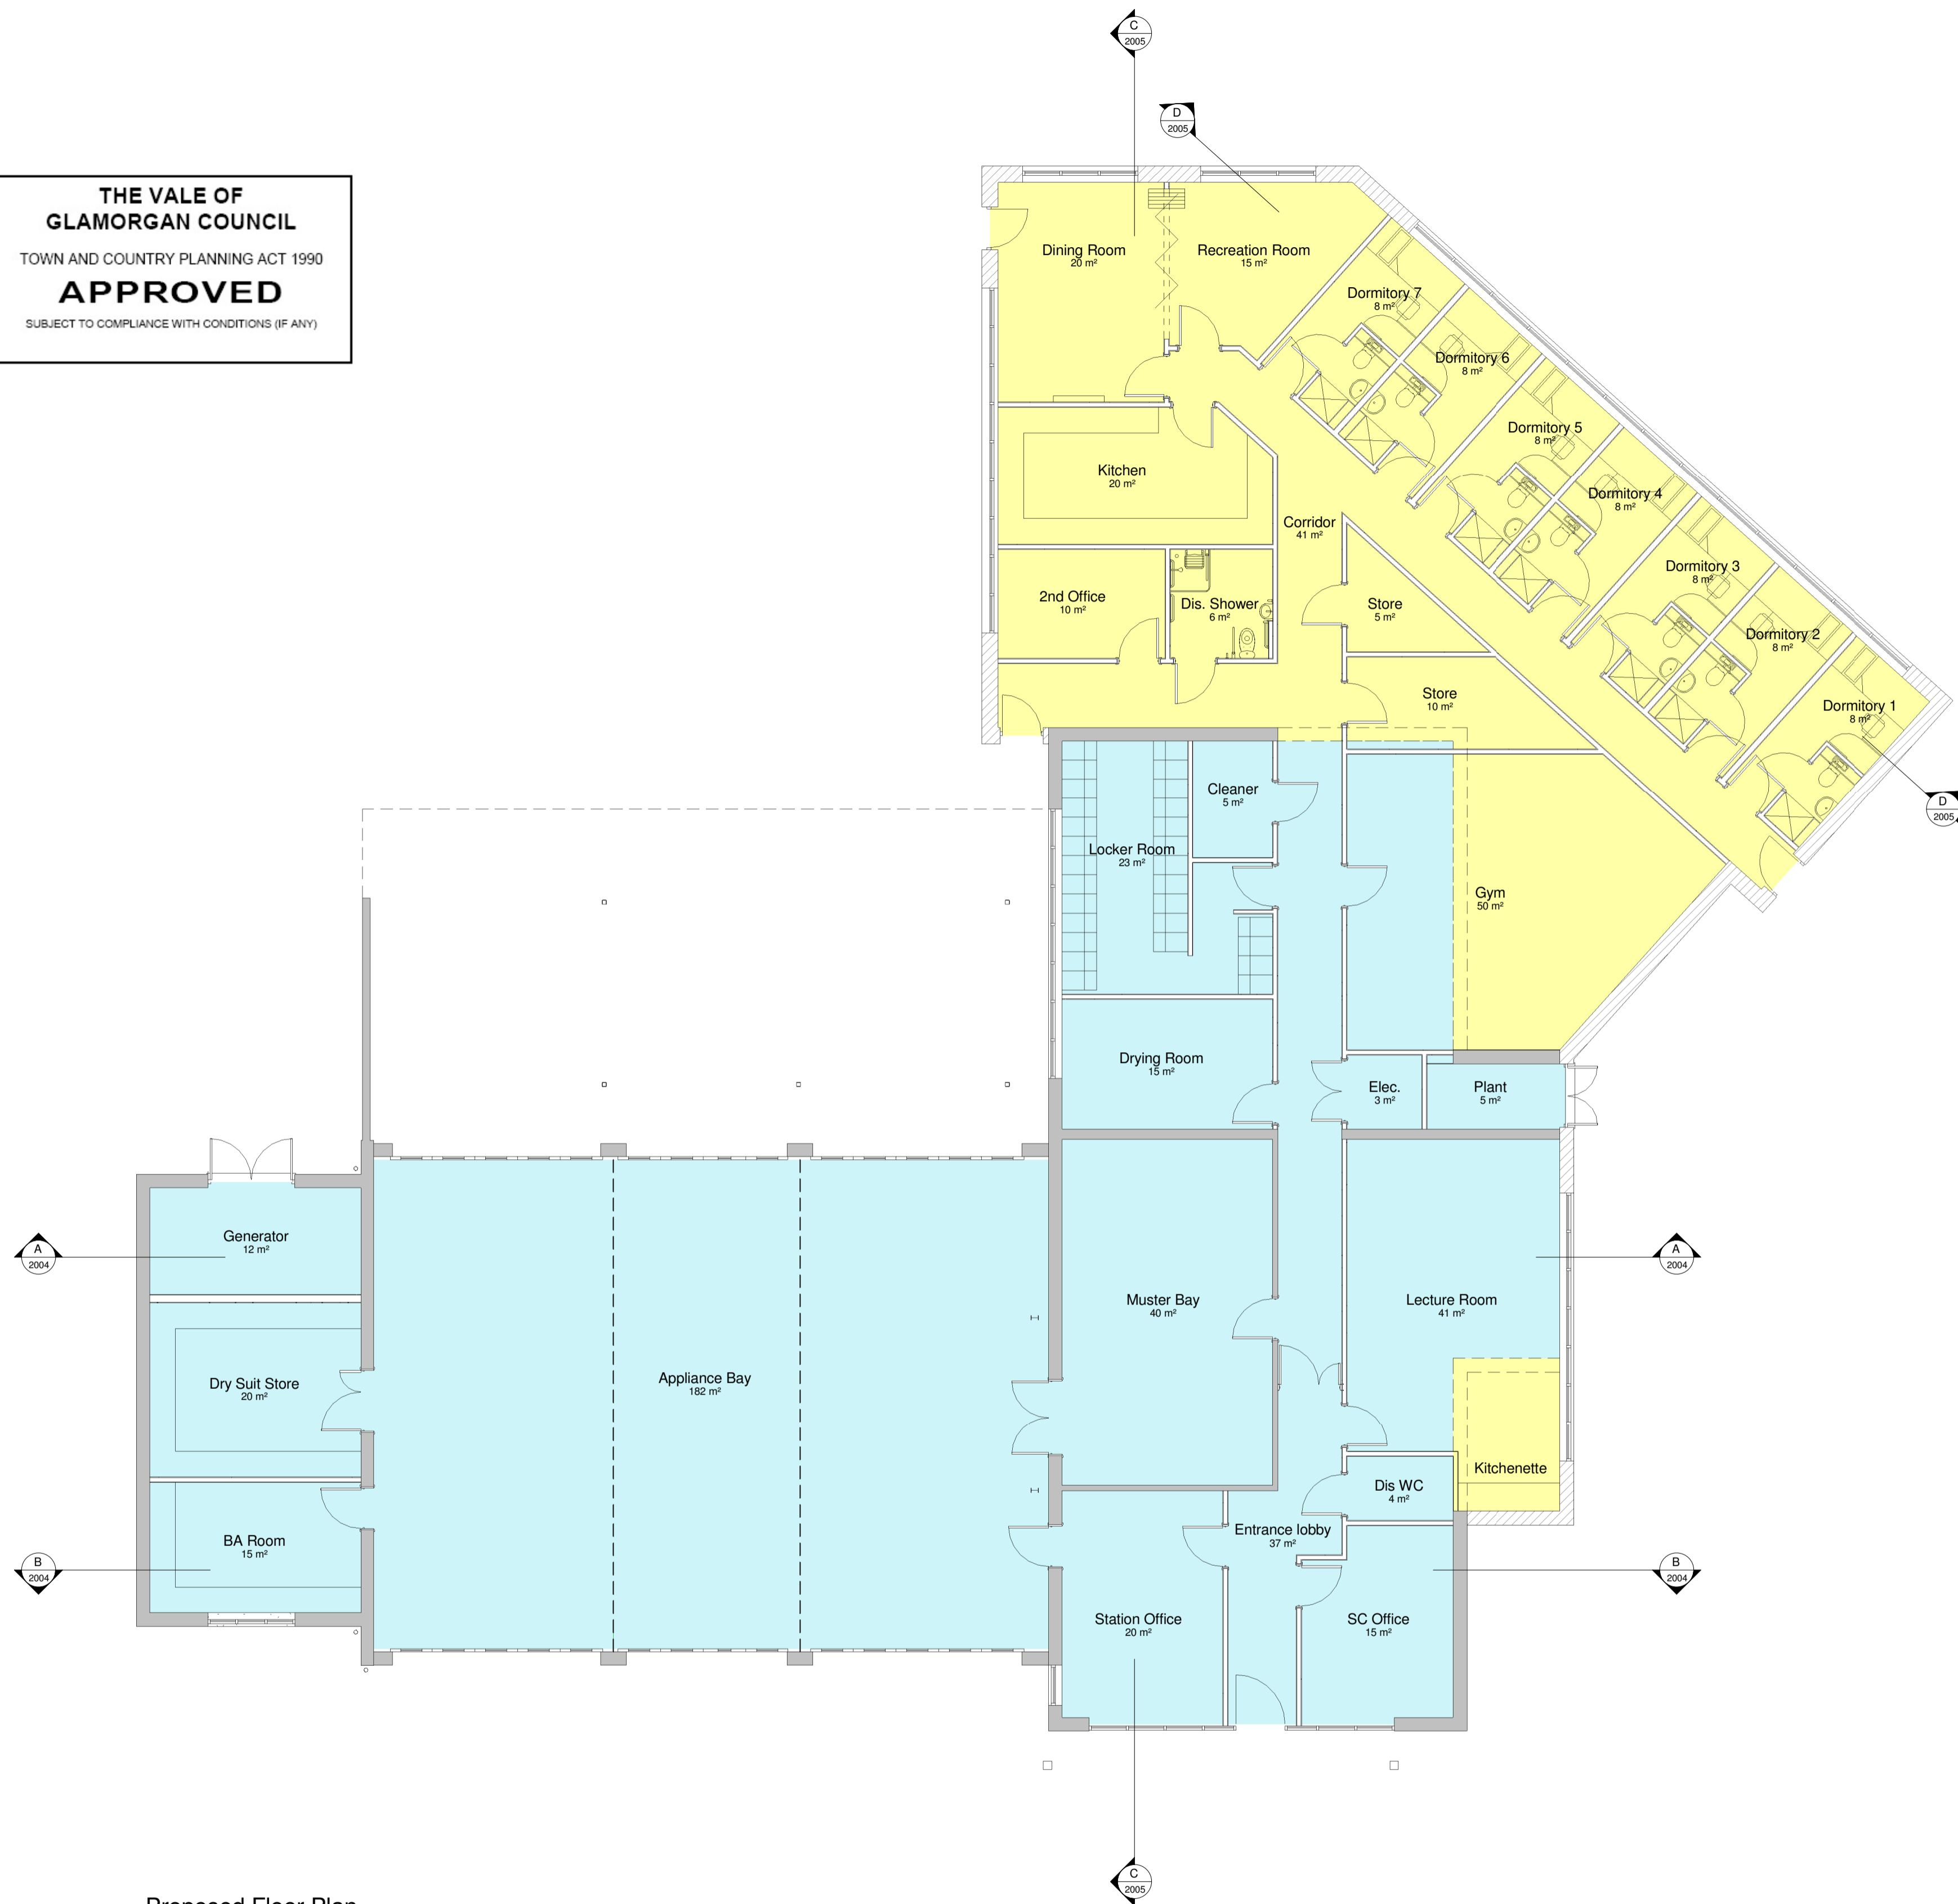 C
2005
D
2005
THE VALE OF
GLAMORGAN COUNCIL
TOWN AND COUNTRY PLANNING ACT 1990
APPROVED
SUBJECT TO COMPLIANCE WITH CONDITIONS (IF ANY)
Dining Room
20 m²
Recreation Room
15 m²
Dormitory 7
8 m²
Dormitory 6
8 m²
Dormitory 5
8 m²
Kitchen
20 m²
Dormitory 4
8 m²
Corridor
41 m²
Dormitory 3
8 m²
2nd Office
10 m²
Dis. Shower
6 m²
Store
5 m²
Dormitory 2
8 m²
Store
10 m²
Dormitory 1
8 m²
Cleaner
5 m²
D
2005
Locker Room
23 m²
Gym
50 m²
Drying Room
15 m²
Elec.
3 m²
Plant
5 m²
Generator
12 m²
A
2004
A
2004
Muster Bay
40 m²
Lecture Room
41 m²
Dry Suit Store
20 m²
Appliance Bay
182 m²
Kitchenette
Dis WC
4 m²
Entrance lobby
37 m²
BA Room
15 m²
B
2004
B
2004
Station Office
20 m²
SC Office
15 m²
C
2005
Proposed Floor Plan